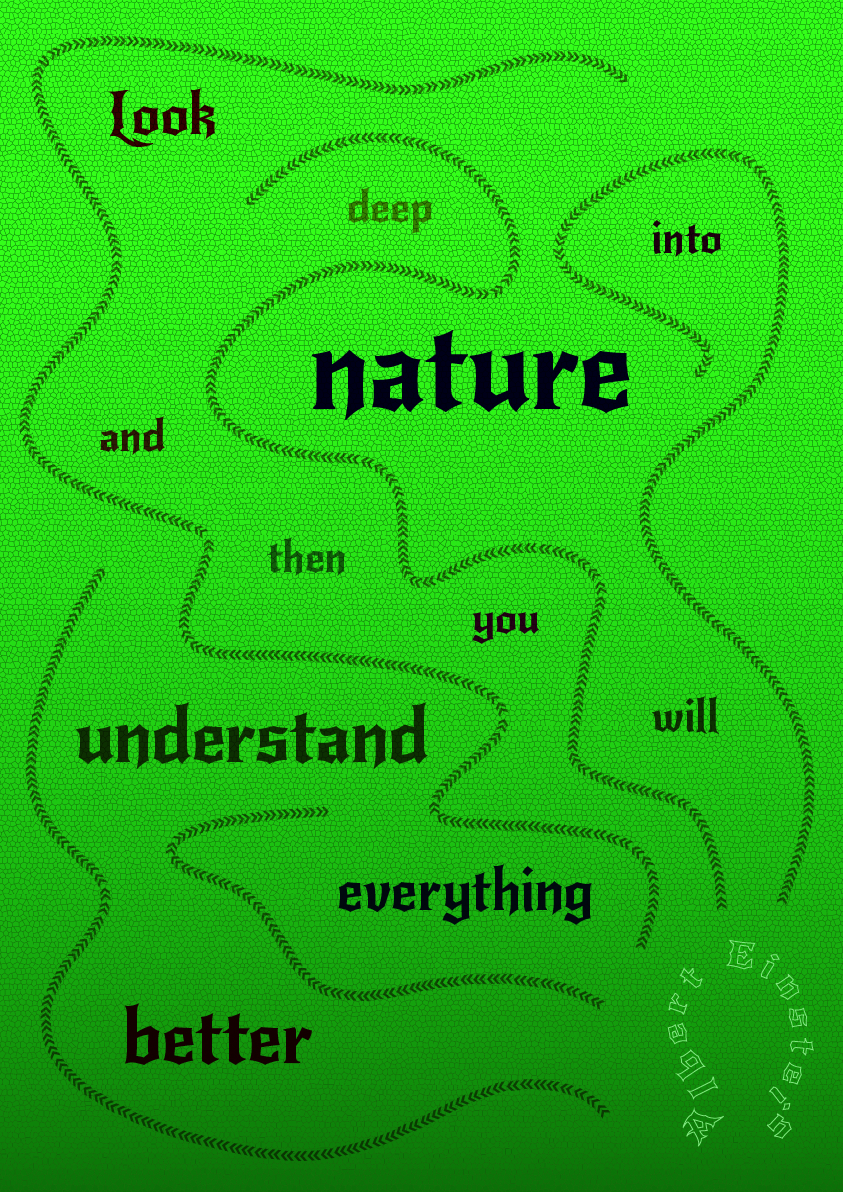 Look
deep
into
nature
and
then
you
will
understand
everything
better
Albert Einstein